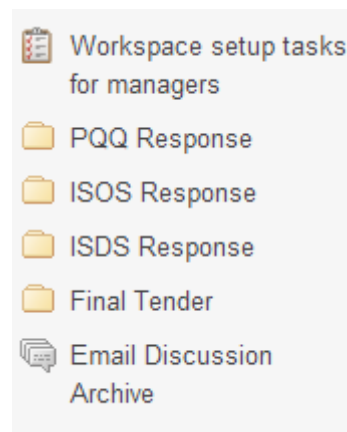 Workspace setup tasks
for managers
PQQ Response
ISOS Response
ISDS Response
Final Tender
Email Discussion
Archive